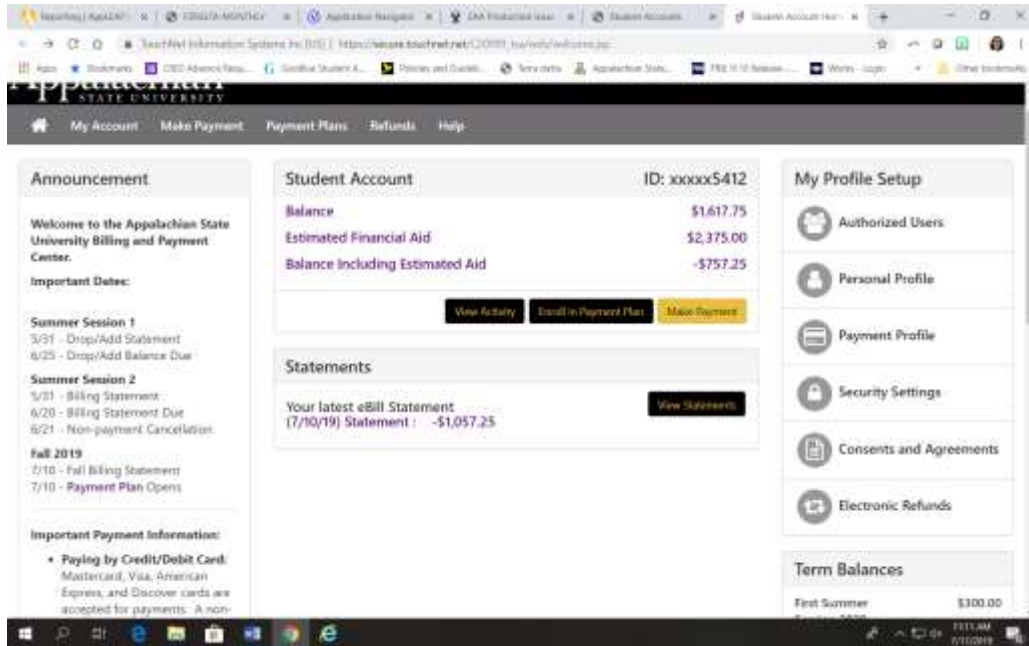 Appalachian
STATE UNIVERSITY
My Account Make Payment Payment Plans Refunds Help
Announcement
Welcome to the Appalachian State
University Billing and Payment
Center.
Important Dates:
Summer Session 1
5/31 - Drop/Add Statement
6/25 - Drop/Add Balance Due
Summer Session 2
5/31 - Billing Statement
6/20 - Billing Statement Due
6/21 - Non-payment Cancellation
Fall 2019
7/10 - Fall Billing Statement
7/10 - Payment Plan Opens
Important Payment Information:
• Paying by Credit/Debit Card:
Mastercard, Visa, American
Express, and Discover cards are
accepted for payments. A non-
Student Account ID: xxxxx5412
Balance $1,617.75
Estimated Financial Aid $2,375.00
Balance Including Estimated Aid -$757.25
View Activity Enroll in Payment Plan Make Payment
Statements
Your latest eBill Statement
(7/10/19) Statement : -$1,057.25
View Statements
My Profile Setup
Authorized Users
Personal Profile
Payment Profile
Security Settings
Consents and Agreements
Electronic Refunds
Term Balances
First Summer $300.00
11:11 AM